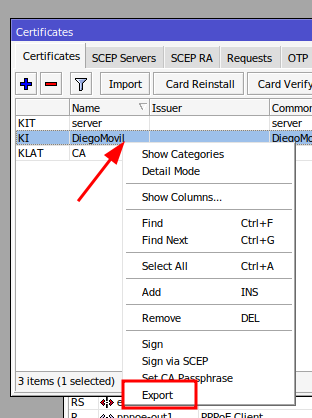 Certificates
Certificates SCEP Servers SCEP RA Requests OTP
Import Card Reinstall Card Verify
Name Issuer Common
KIT server server
KI DiegoMovil DiegoMo
KLAT CA
Show Categories
Detail Mode
Show Columns...
Find Ctrl+F
Find Next Ctrl+G
Select All Ctrl+A
Add INS
Remove DEL
Sign
Sign via SCEP
Set CA Passphrase
Export
3 items (1 selected)
RS e
R pppoe-out1 PPPoE Client